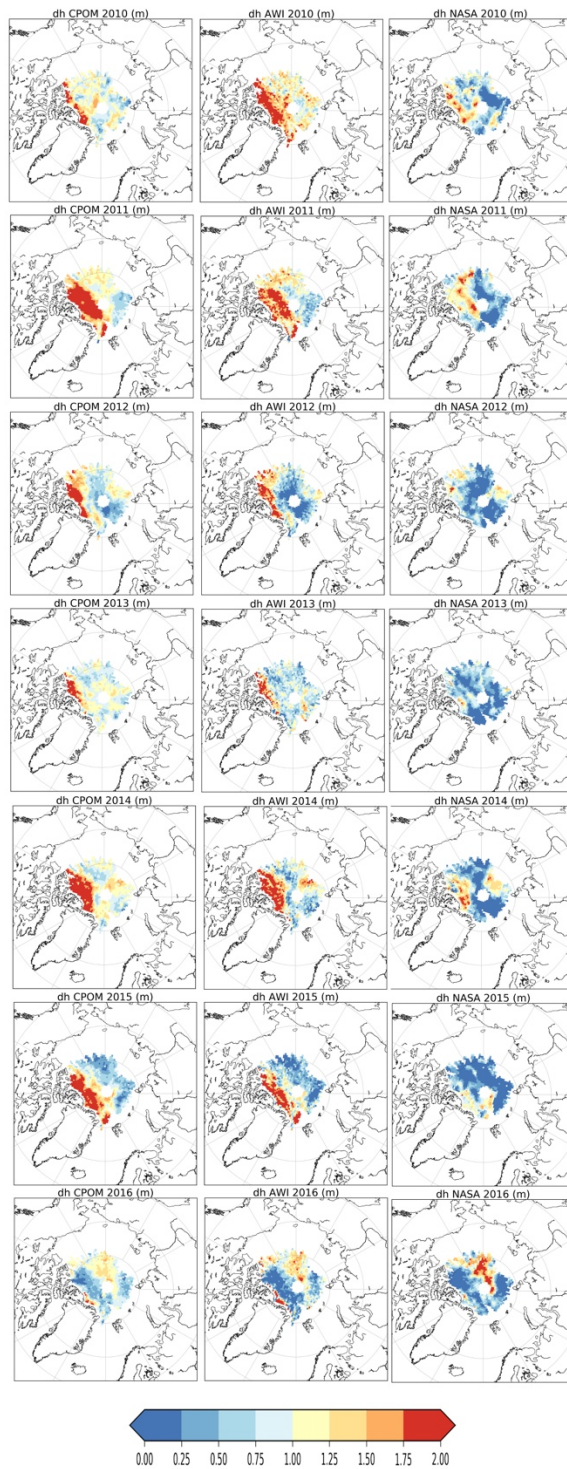 dh CPOM 2010 (m) dh AWI 2010 (m) dh NASA 2010 (m)
dh CPOM 2011 (m) dh AWI 2011 (m) dh NASA 2011 (m)
dh CPOM 2012 (m) dh AWI 2012 (m) dh NASA 2012 (m)
dh CPOM 2013 (m) dh AWI 2013 (m) dh NASA 2013 (m)
dh CPOM 2014 (m) dh AWI 2014 (m) dh NASA 2014 (m)
dh CPOM 2015 (m) dh AWI 2015 (m) dh NASA 2015 (m)
dh CPOM 2016 (m) dh AWI 2016 (m) dh NASA 2016 (m)
0.00 0.25 0.50 0.75 1.00 1.25 1.50 1.75 2.00